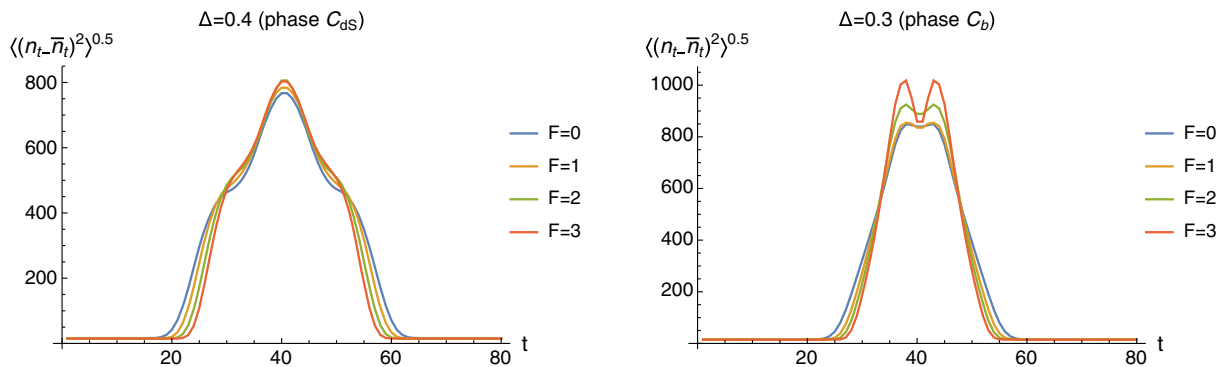 Δ=0.4 (phase C_dS)
⟨(n_t-n̅_t)²⟩^0.5
800
600
400
200
20
40
60
80
t
F=0
F=1
F=2
F=3
Δ=0.3 (phase C_b)
⟨(n_t-n̅_t)²⟩^0.5
1000
800
600
400
200
20
40
60
80
t
F=0
F=1
F=2
F=3